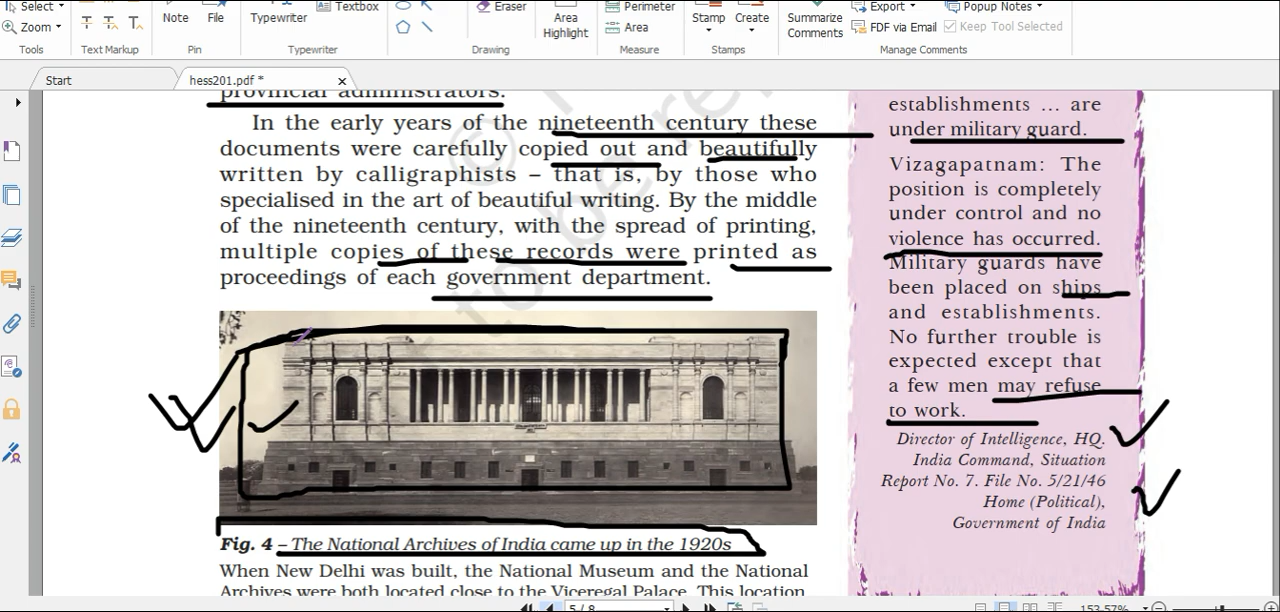 Select
Zoom
Tools
Text Markup
Note
File
Pin
Typewriter
Textbox
Typewriter
Eraser
Drawing
Area
Highlight
Perimeter
Area
Measure
Stamp
Create
Stamps
Summarize
Comments
Export
FDF via Email
Popup Notes
Keep Tool Selected
Manage Comments
Start
hess201.pdf *
provincial administrators.
In the early years of the nineteenth century these
documents were carefully copied out and beautifully
written by calligraphists – that is, by those who
specialised in the art of beautiful writing. By the middle
of the nineteenth century, with the spread of printing,
multiple copies of these records were printed as
proceedings of each government department.
Fig. 4 – The National Archives of India came up in the 1920s
When New Delhi was built, the National Museum and the National
Archives were both located close to the Viceregal Palace. This location
establishments ... are
under military guard.
Vizagapatnam: The
position is completely
under control and no
violence has occurred.
Military guards have
been placed on ships
and establishments.
No further trouble is
expected except that
a few men may refuse
to work.
Director of Intelligence, HQ.
India Command, Situation
Report No. 7. File No. 5/21/46
Home (Political),
Government of India
5 / 8
153.57%